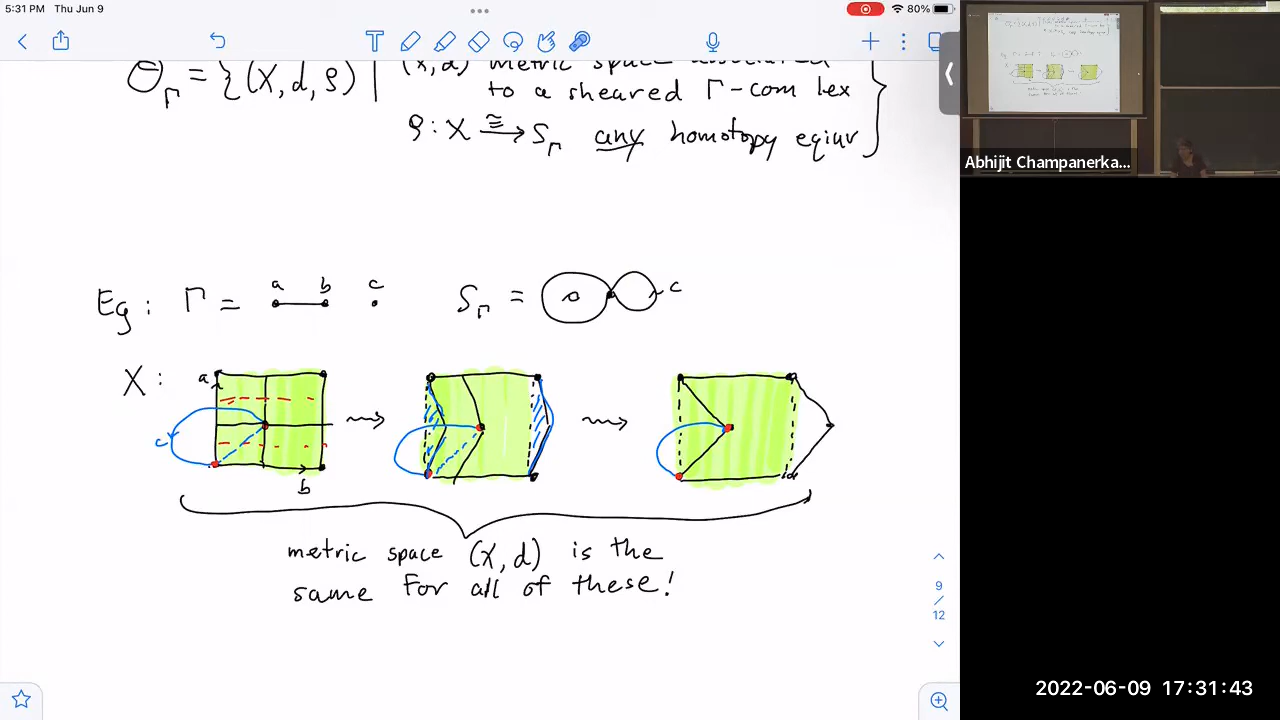 5:31 PM Thu Jun 9
80%
(X, d) metric space associated
Θ_Γ = {(X, d, ρ) |
to a sheared Γ-com lex
ρ: X ≅→ S_Γ any homotopy equiv }
Eg: Γ = a b c S_Γ = c
X:
a
c
b
metric space (X, d) is the
same for all of these!
9
/
12
Abhijit Champanerka...
2022-06-09 17:31:43